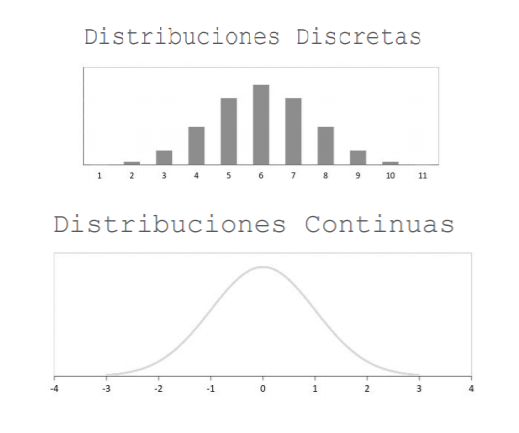 Distribuciones Discretas
1 2 3 4 5 6 7 8 9 10 11
Distribuciones Continuas
-4 -3 -2 -1 0 1 2 3 4